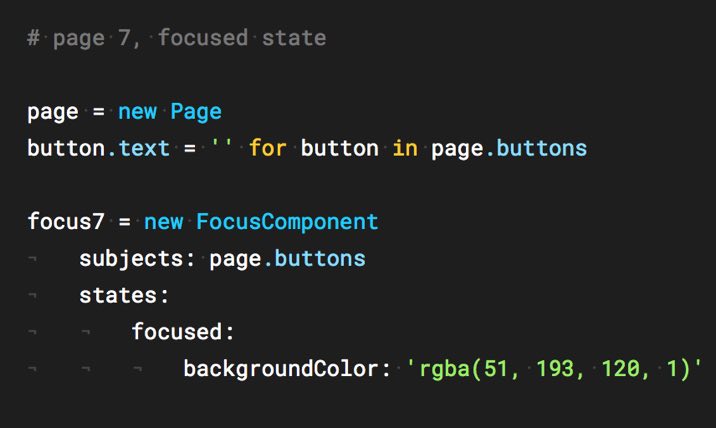 # page 7, focused state
page = new Page
button.text = '' for button in page.buttons
focus7 = new FocusComponent
subjects: page.buttons
states:
focused:
backgroundColor: 'rgba(51, 193, 120, 1)'